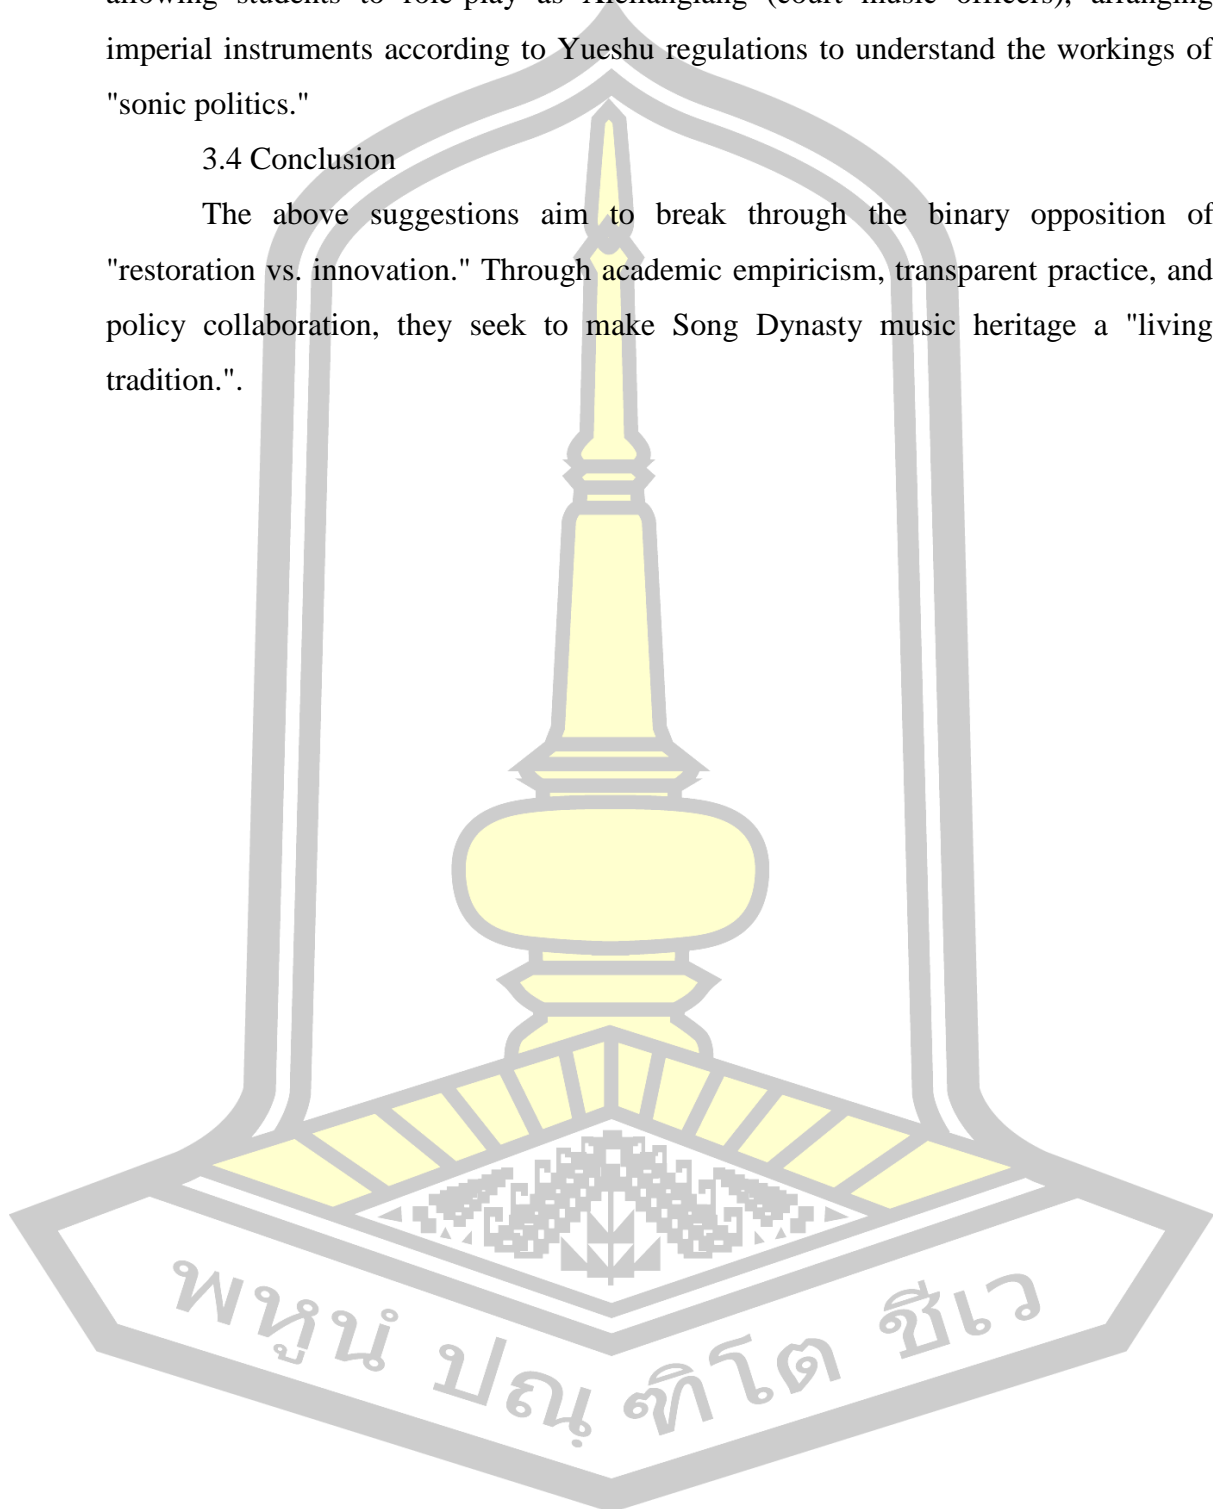 imperial instruments according to Yueshu regulations to understand the workings of
"sonic politics."
3.4 Conclusion
The above suggestions aim to break through the binary opposition of
"restoration vs. innovation." Through academic empiricism, transparent practice, and
policy collaboration, they seek to make Song Dynasty music heritage a "living
tradition.".
พหุนํ ปณฺฑิโต ชีเว